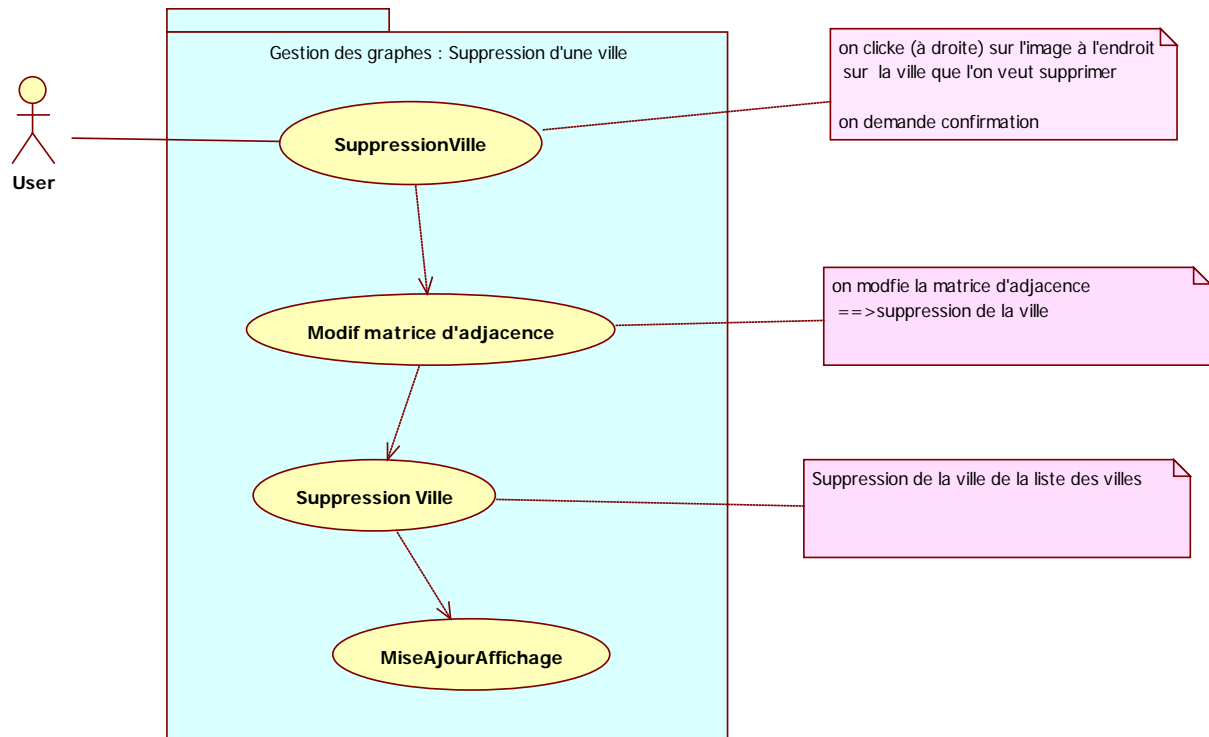 Gestion des graphes : Suppression d'une ville
on clicke (à droite) sur l'image à l'endroit
sur la ville que l'on veut supprimer
on demande confirmation
SuppressionVille
User
on modfie la matrice d'adjacence
==>suppression de la ville
Modif matrice d'adjacence
Suppression de la ville de la liste des villes
Suppression Ville
MiseAjourAffichage